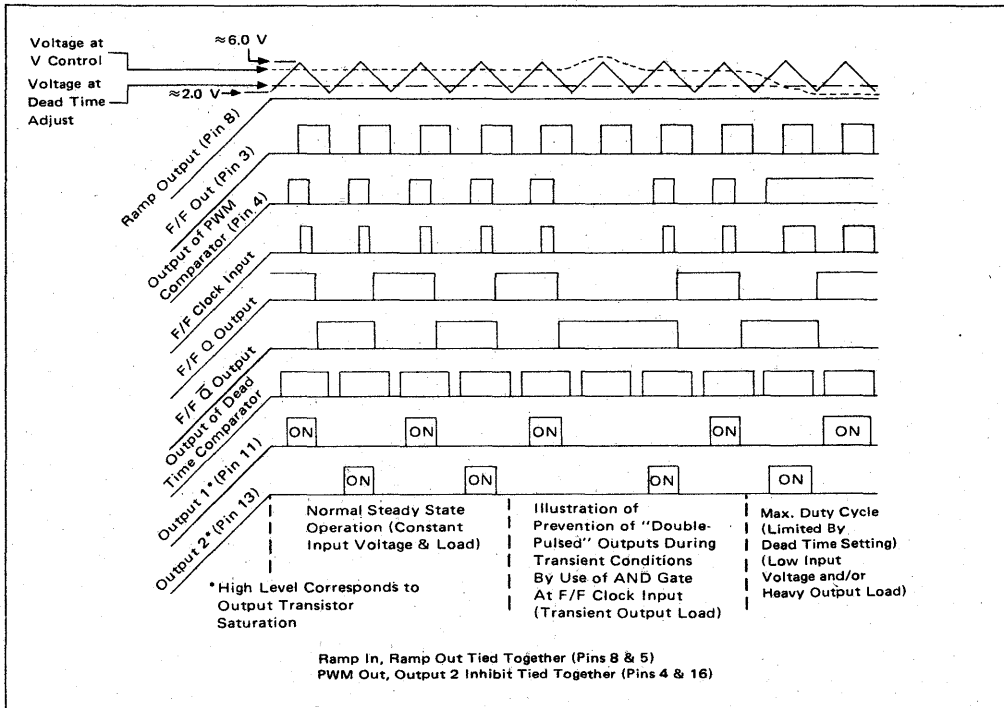 ≈6.0 V
Voltage at
V Control
Voltage at
Dead Time
Adjust
≈2.0 V
Ramp Output (Pin 8)
F/F Out (Pin 3)
Output of PWM
Comparator (Pin 4)
F/F Clock Input
F/F Q Output
F/F Q̅ Output
Output of Dead
Time Comparator
Output 1* (Pin 11)
ON ON ON ON ON
Output 2* (Pin 13)
ON ON ON ON
Normal Steady State
Operation (Constant
Input Voltage & Load)
Illustration of
Prevention of "Double-
Pulsed" Outputs During
Transient Conditions
By Use of AND Gate
At F/F Clock Input
(Transient Output Load)
Max. Duty Cycle
(Limited By
Dead Time Setting)
(Low Input
Voltage and/or
Heavy Output Load)
*High Level Corresponds to
Output Transistor
Saturation
Ramp In, Ramp Out Tied Together (Pins 8 & 5)
PWM Out, Output 2 Inhibit Tied Together (Pins 4 & 16)